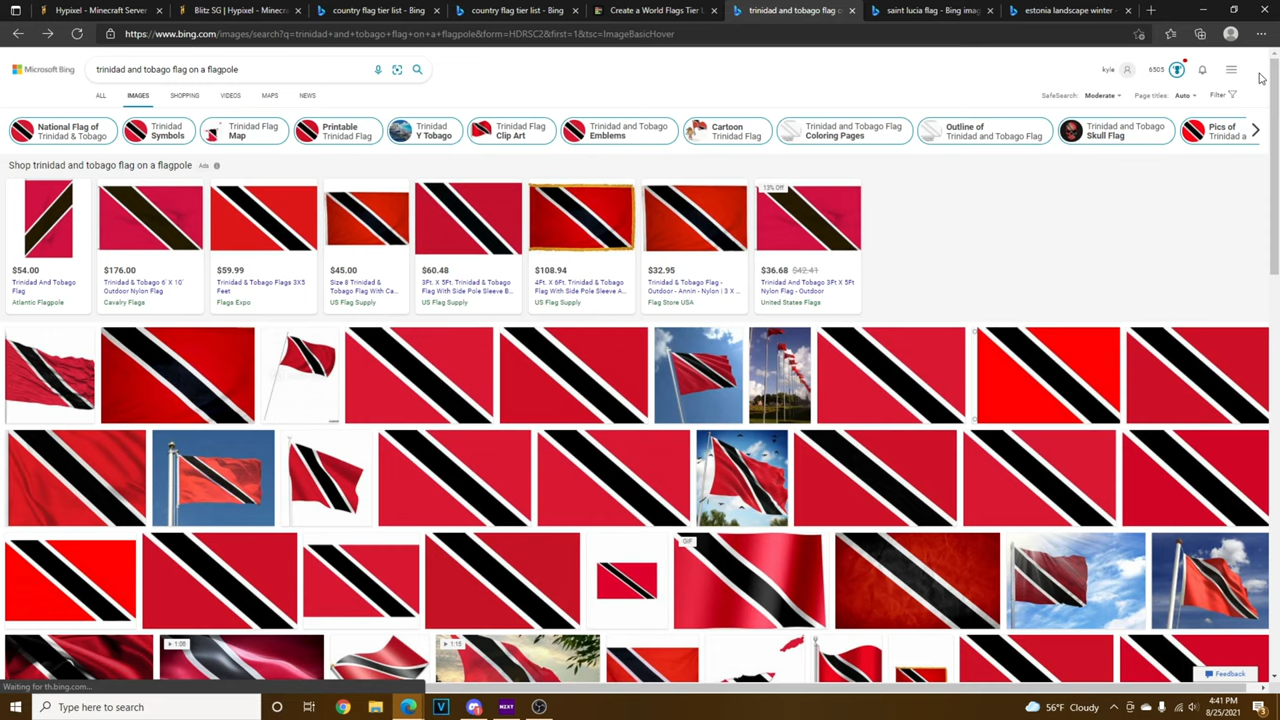 Hypixel - Minecraft Server
Blitz SG | Hypixel - Minecra
country flag tier list - Bing
country flag tier list - Bing
Create a World Flags Tier
trinidad and tobago flag o
saint lucia flag - Bing imag
estonia landscape winter -
https://www.bing.com/images/search?q=trinidad+and+tobago+flag+on+a+flagpole&form=HDRSC2&first=1&tsc=ImageBasicHover
Microsoft Bing
trinidad and tobago flag on a flagpole
kyle
6505
ALL
IMAGES
SHOPPING
VIDEOS
MAPS
NEWS
SafeSearch: Moderate
Page titles: Auto
Filter
National Flag of
Trinidad & Tobago
Trinidad
Symbols
Trinidad Flag
Map
Printable
Trinidad Flag
Trinidad
Y Tobago
Trinidad Flag
Clip Art
Trinidad and Tobago
Emblems
Cartoon
Trinidad Flag
Trinidad and Tobago Flag
Coloring Pages
Outline of
Trinidad and Tobago Flag
Trinidad and Tobago
Skull Flag
Pics of
Trinidad a
Shop trinidad and tobago flag on a flagpole
Ads
13% Off
$54.00
Trinidad And Tobago
Flag
Atlantic Flagpole
$176.00
Trinidad & Tobago 6' X 10'
Outdoor Nylon Flag
Cavalry Flags
$59.99
Trinidad & Tobago Flags 3X5
Feet
Flags Expo
$45.00
Size 8 Trinidad &
Tobago Flag With Ca...
US Flag Supply
$60.48
3Ft. X 5Ft. Trinidad & Tobago
Flag With Side Pole Sleeve B...
US Flag Supply
$108.94
4Ft. X 6Ft. Trinidad & Tobago
Flag With Side Pole Sleeve A...
US Flag Supply
$32.95
Trinidad & Tobago Flag -
Outdoor - Annin - Nylon | 3 X ...
Flag Store USA
$36.68 $42.41
Trinidad And Tobago 3Ft X 5Ft
Nylon Flag - Outdoor
United States Flags
GIF
1:15
Feedback
Waiting for th.bing.com...
Type here to search
V
NZXT
56°F Cloudy
4:41 PM
8/25/2021